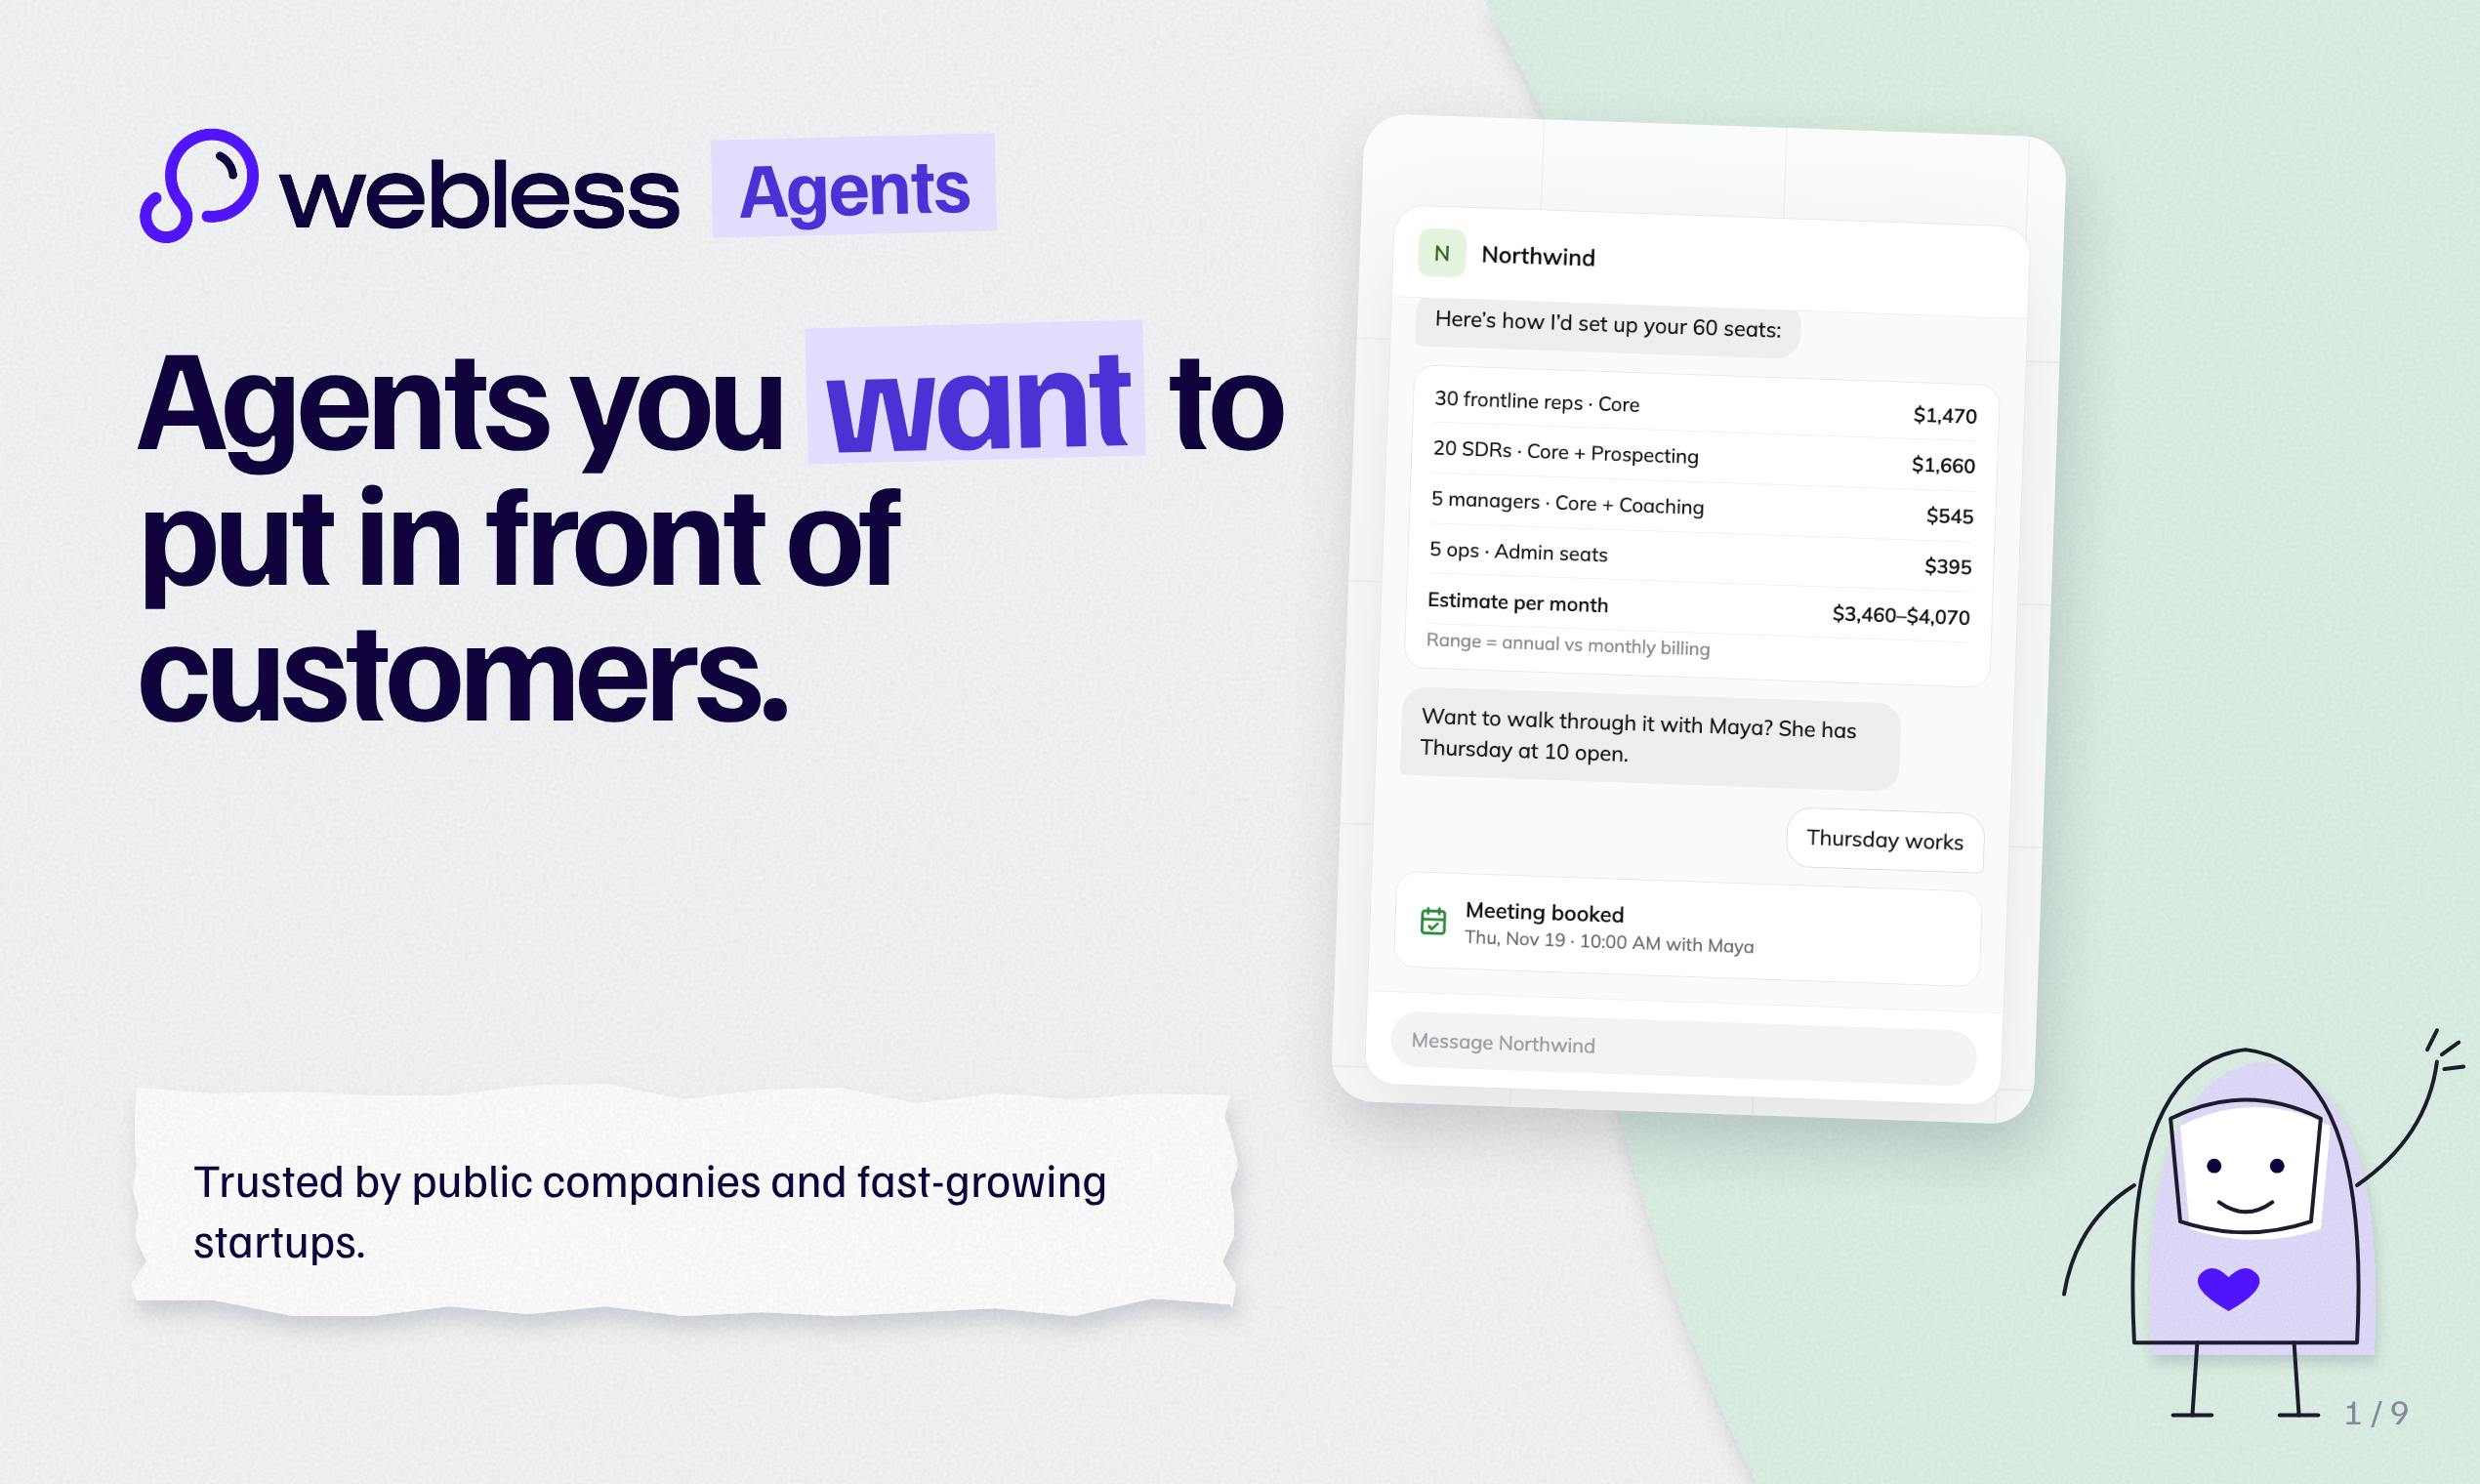 webless Agents
Agents you want to
put in front of
customers.
Trusted by public companies and fast-growing
startups.
N Northwind
Here's how I'd set up your 60 seats:
30 frontline reps · Core $1,470
20 SDRs · Core + Prospecting $1,660
5 managers · Core + Coaching $545
5 ops · Admin seats $395
Estimate per month $3,460–$4,070
Range = annual vs monthly billing
Want to walk through it with Maya? She has
Thursday at 10 open.
Thursday works
Meeting booked
Thu, Nov 19 · 10:00 AM with Maya
Message Northwind
1 / 9